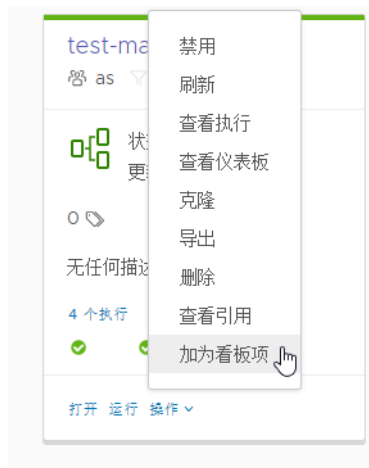 test-ma
as
状
更
0
无任何描述
4 个执行
打开 运行 操作
禁用
刷新
查看执行
查看仪表板
克隆
导出
删除
查看引用
加为看板项